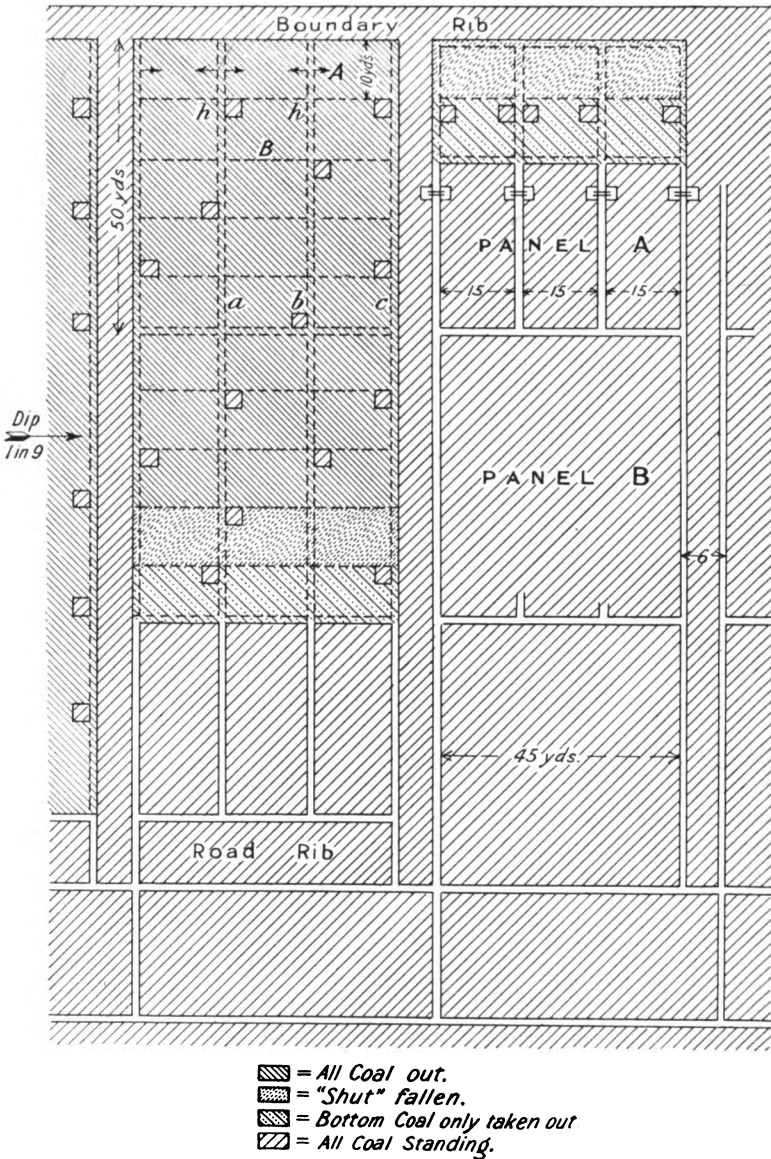 Boundary Rib
10 yds.
A
h h
B
50 yds
PANEL A
15 15 15
a b c
Dip
1 in 9
PANEL B
6
45 yds.
Road Rib
= All Coal out.
= "Shut" fallen.
= Bottom Coal only taken out
= All Coal Standing.